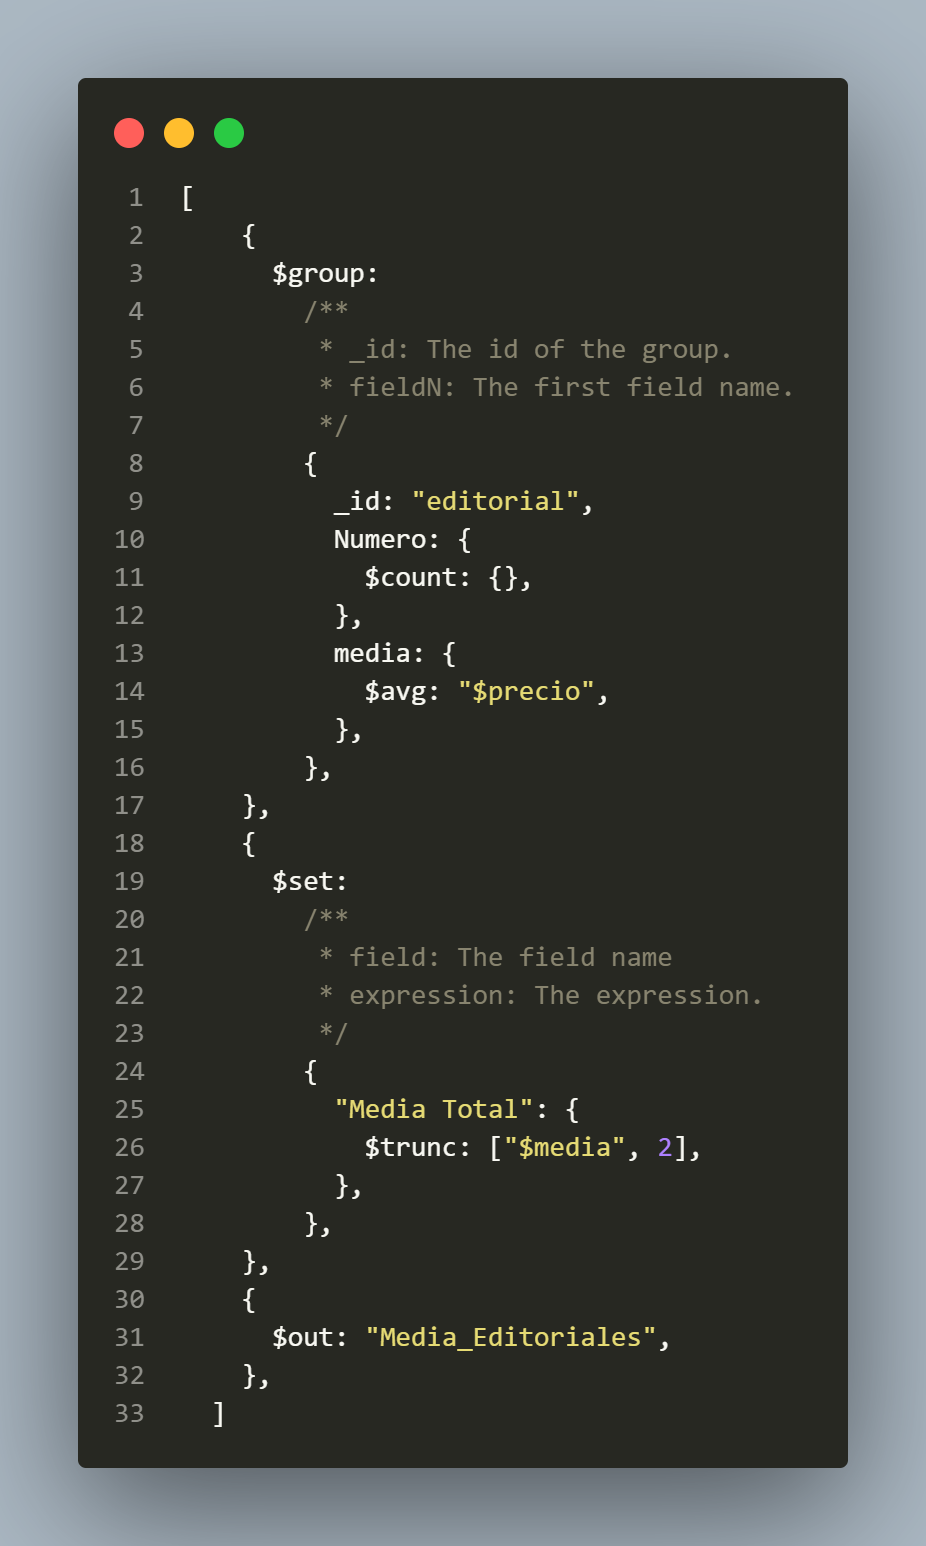 1 [
2 {
3 $group:
4 /**
5 * _id: The id of the group.
6 * fieldN: The first field name.
7 */
8 {
9 _id: "editorial",
10 Numero: {
11 $count: {},
12 },
13 media: {
14 $avg: "$precio",
15 },
16 },
17 },
18 {
19 $set:
20 /**
21 * field: The field name
22 * expression: The expression.
23 */
24 {
25 "Media Total": {
26 $trunc: ["$media", 2],
27 },
28 },
29 },
30 {
31 $out: "Media_Editoriales",
32 },
33 ]